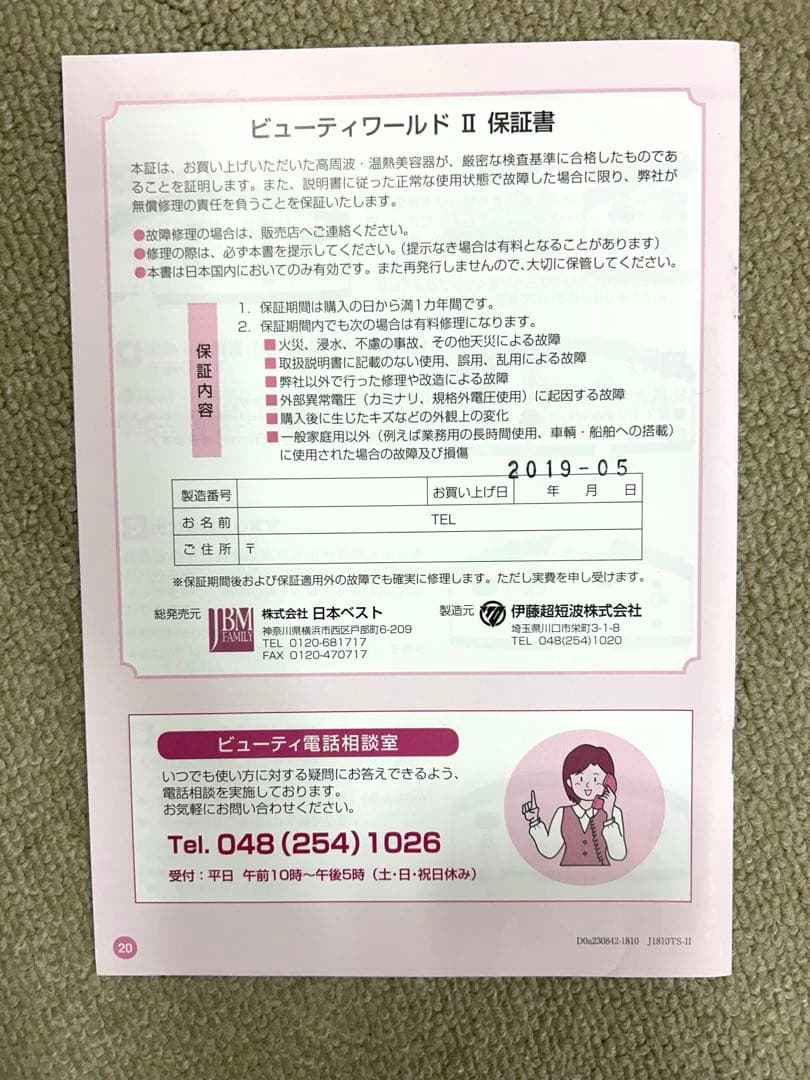 ビューティワールド Ⅱ 保証書
本証は、お買い上げいただいた高周波・温熱美容器が、厳密な検査基準に合格したものであ
ることを証明します。また、説明書に従った正常な使用状態で故障した場合に限り、弊社が
無償修理の責任を負うことを保証いたします。
●故障修理の場合は、販売店へご連絡ください。
●修理の際は、必ず本書を提示してください。(提示なき場合は有料となることがあります)
●本書は日本国内においてのみ有効です。また再発行しませんので、大切に保管してください。
保証内容
1. 保証期間は購入の日から満1カ年間です。
2. 保証期間内でも次の場合は有料修理になります。
■火災、浸水、不慮の事故、その他天災による故障
■取扱説明書に記載のない使用、誤用、乱用による故障
■弊社以外で行った修理や改造による故障
■外部異常電圧(カミナリ、規格外電圧使用)に起因する故障
■購入後に生じたキズなどの外観上の変化
■一般家庭用以外(例えば業務用の長時間使用、車輌・船舶への搭載)
に使用された場合の故障及び損傷
2019-05
製造番号 お買い上げ日 年 月 日
お名前 TEL
ご住所 〒
※保証期間後および保証適用外の故障でも確実に修理します。ただし実費を申し受けます。
総発売元 JBM FAMILY 株式会社 日本ベスト
神奈川県横浜市西区戸部町6-209
TEL 0120-681717
FAX 0120-470717
製造元 伊藤超短波株式会社
埼玉県川口市栄町3-1-8
TEL 048(254)1020
ビューティ電話相談室
いつでも使い方に対する疑問にお答えできるよう、
電話相談を実施しております。
お気軽にお問い合わせください。
Tel. 048(254)1026
受付:平日 午前10時〜午後5時(土・日・祝日休み)
20
D0a230842-1810 J1810TS-II